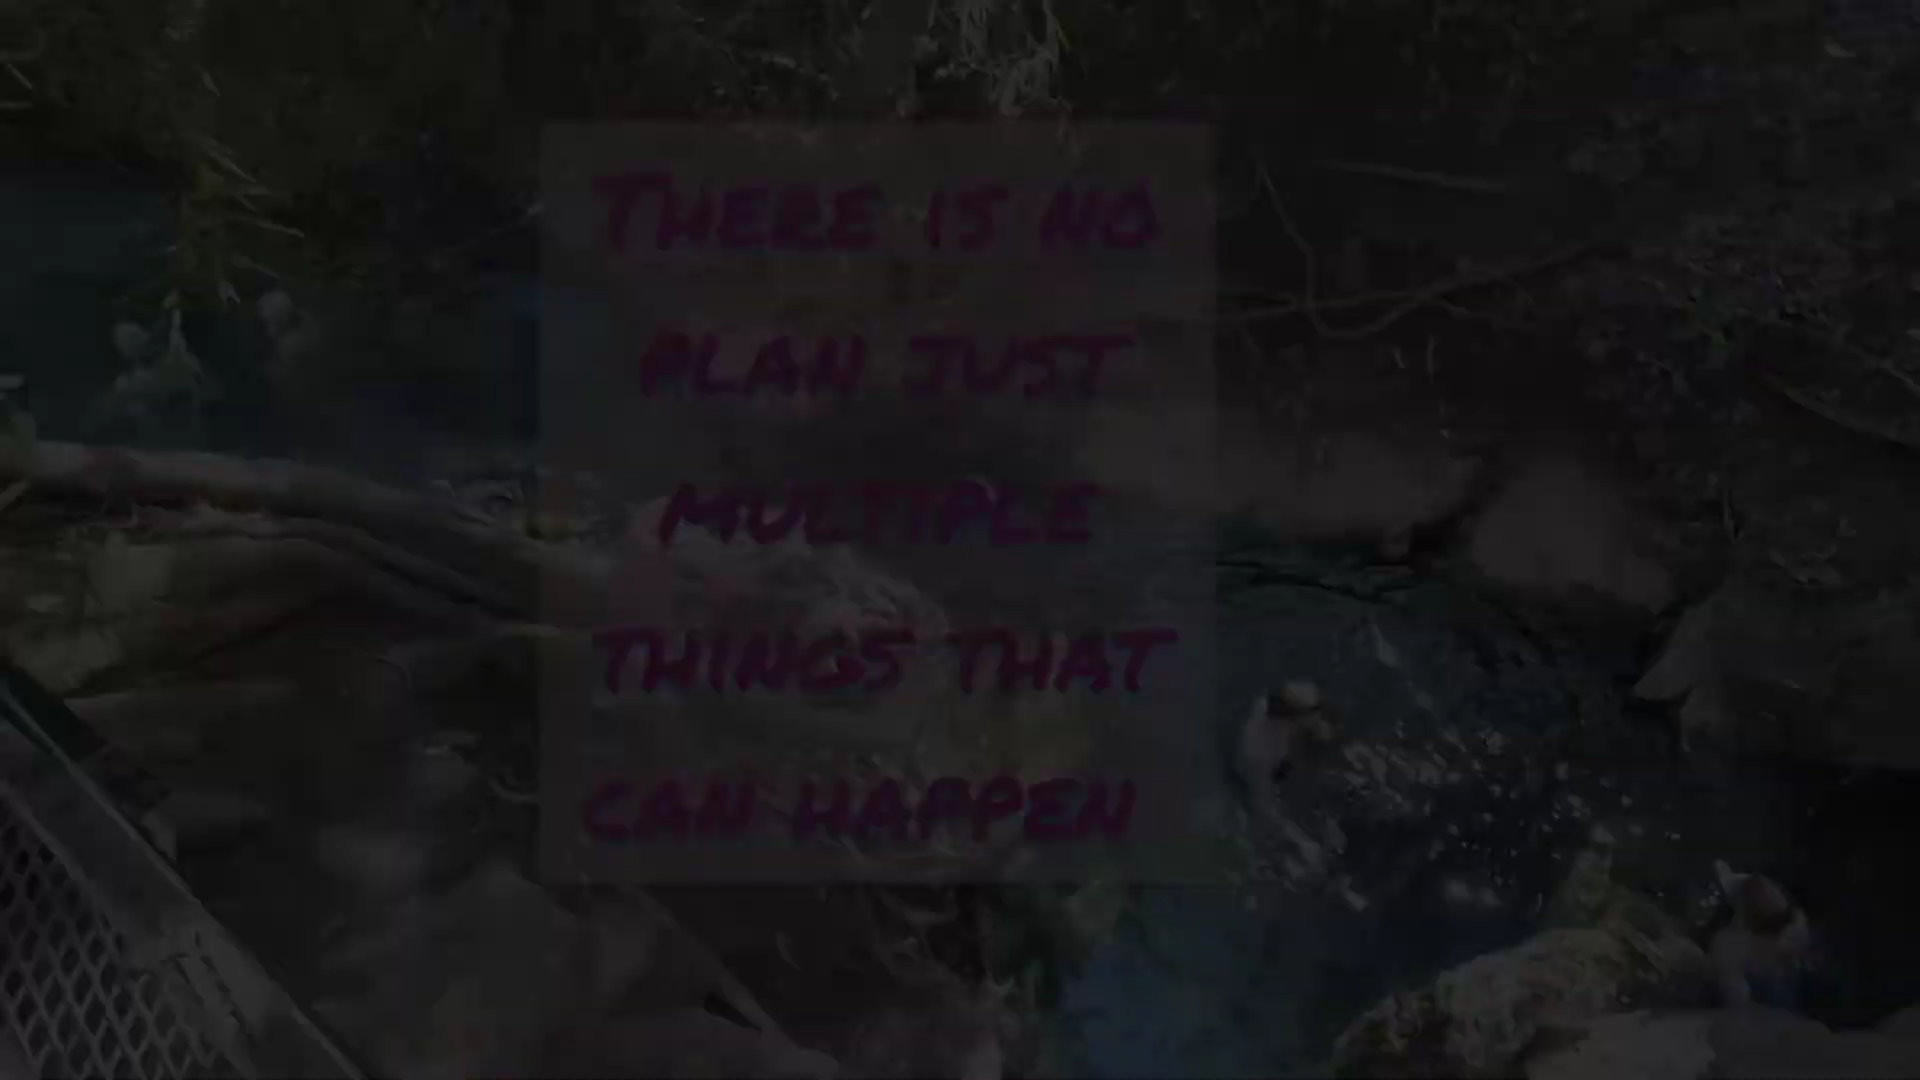 THERE IS NO
PLAN JUST
MULTIPLE
THINGS THAT
CAN HAPPEN